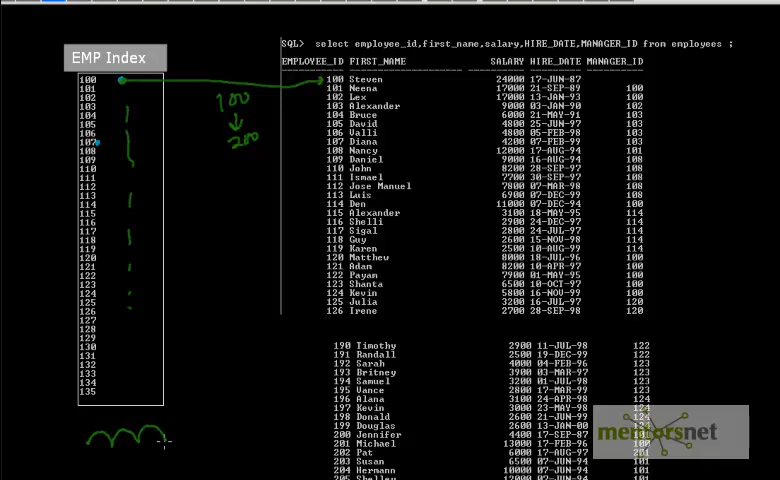 EMP Index
100
101
102
103
104
105
106
107
108
109
110
111
112
113
114
115
116
117
118
119
120
121
122
123
124
125
126
127
128
129
130
131
132
133
134
135
100
200
SQL> select employee_id,first_name,salary,HIRE_DATE,MANAGER_ID from employees ;
EMPLOYEE_ID FIRST_NAME SALARY HIRE_DATE MANAGER_ID
100 Steven 24000 17-JUN-87
101 Neena 17000 21-SEP-89 100
102 Lex 17000 13-JAN-93 100
103 Alexander 9000 03-JAN-90 102
104 Bruce 6000 21-MAY-91 103
105 David 4800 25-JUN-97 103
106 Valli 4800 05-FEB-98 103
107 Diana 4200 07-FEB-99 103
108 Nancy 12000 17-AUG-94 101
109 Daniel 9000 16-AUG-94 108
110 John 8200 28-SEP-97 108
111 Ismael 7700 30-SEP-97 108
112 Jose Manuel 7800 07-MAR-98 108
113 Luis 6900 07-DEC-99 108
114 Den 11000 07-DEC-94 100
115 Alexander 3100 18-MAY-95 114
116 Shelli 2900 24-DEC-97 114
117 Sigal 2800 24-JUL-97 114
118 Guy 2600 15-NOV-98 114
119 Karen 2500 10-AUG-99 114
120 Matthew 8000 18-JUL-96 100
121 Adam 8200 10-APR-97 100
122 Payam 7900 01-MAY-95 100
123 Shanta 6500 10-OCT-97 100
124 Kevin 5800 16-NOV-99 100
125 Julia 3200 16-JUL-97 120
126 Irene 2700 28-SEP-98 120
190 Timothy 2900 11-JUL-98 122
191 Randall 2500 19-DEC-99 122
192 Sarah 4000 04-FEB-96 123
193 Britney 3900 03-MAR-97 123
194 Samuel 3200 01-JUL-98 123
195 Vance 2800 17-MAR-99 123
196 Alana 3100 24-APR-98 124
197 Kevin 3000 23-MAY-98 124
198 Donald 2600 21-JUN-99 124
199 Douglas 2600 13-JAN-00 124
200 Jennifer 4400 17-SEP-87 101
201 Michael 13000 17-FEB-96 100
202 Pat 6000 17-AUG-97 201
203 Susan 6500 07-JUN-94 101
204 Hermann 10000 07-JUN-94 101
205 Shelley 12000 07-JUN-94 101
mentorsnet